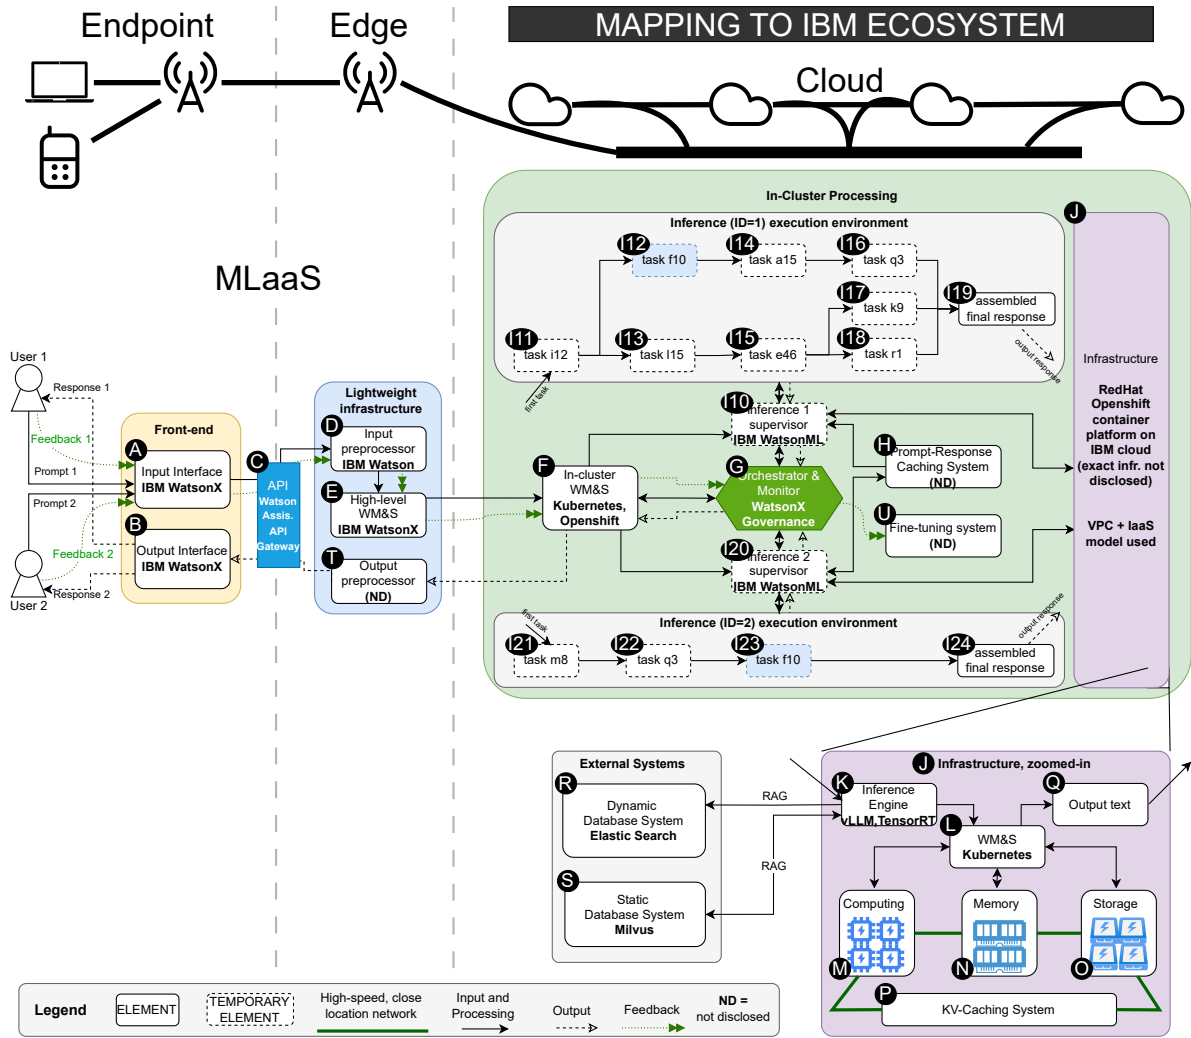 Endpoint
Edge
MAPPING TO IBM ECOSYSTEM
Cloud
MLaaS
In-Cluster Processing
Inference (ID=1) execution environment
J
I12
task f10
I14
task a15
I16
task q3
I17
task k9
I19
assembled
final response
I11
task i12
I13
task l15
I15
task e46
I18
task r1
first task
output response
Infrastructure
RedHat
Openshift
container
platform on
IBM cloud
(exact infr. not
disclosed)
VPC + IaaS
model used
User 1
Response 1
Feedback 1
Prompt 1
Prompt 2
Feedback 2
Response 2
User 2
Front-end
A
Input Interface
IBM WatsonX
B
Output Interface
IBM WatsonX
C
API
Watson
Assis.
API
Gateway
Lightweight
infrastructure
D
Input
preprocessor
IBM Watson
E
High-level
WM&S
IBM WatsonX
T
Output
preprocessor
(ND)
F
In-cluster
WM&S
Kubernetes,
Openshift
I10
Inference 1
supervisor
IBM WatsonML
G
Orchestrator &
Monitor
WatsonX
Governance
I20
Inference 2
supervisor
IBM WatsonML
H
Prompt-Response
Caching System
(ND)
U
Fine-tuning system
(ND)
Inference (ID=2) execution environment
first task
I21
task m8
I22
task q3
I23
task f10
I24
assembled
final response
output response
External Systems
R
Dynamic
Database System
Elastic Search
S
Static
Database System
Milvus
RAG
RAG
J
Infrastructure, zoomed-in
K
Inference
Engine
vLLM,TensorRT
Q
Output text
L
WM&S
Kubernetes
Computing
M
Memory
N
Storage
O
P
KV-Caching System
Legend
ELEMENT
TEMPORARY
ELEMENT
High-speed, close
location network
Input and
Processing
Output
Feedback
ND =
not disclosed